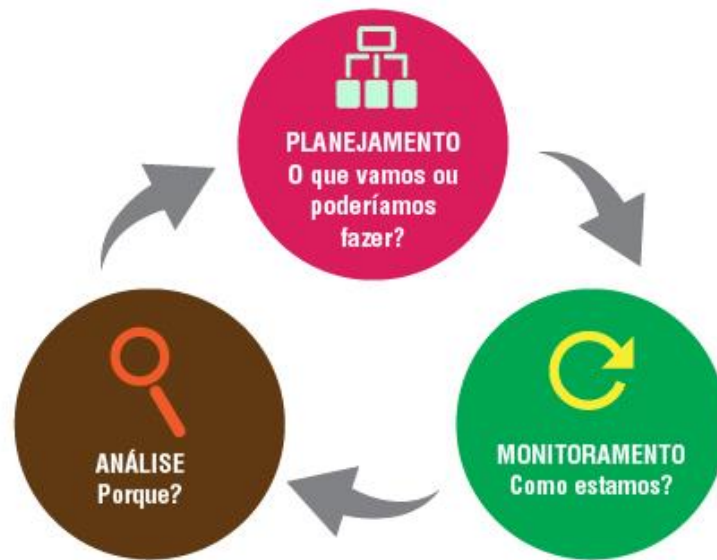 PLANEJAMENTO
O que vamos ou
poderíamos
fazer?
MONITORAMENTO
Como estamos?
ANÁLISE
Porque?